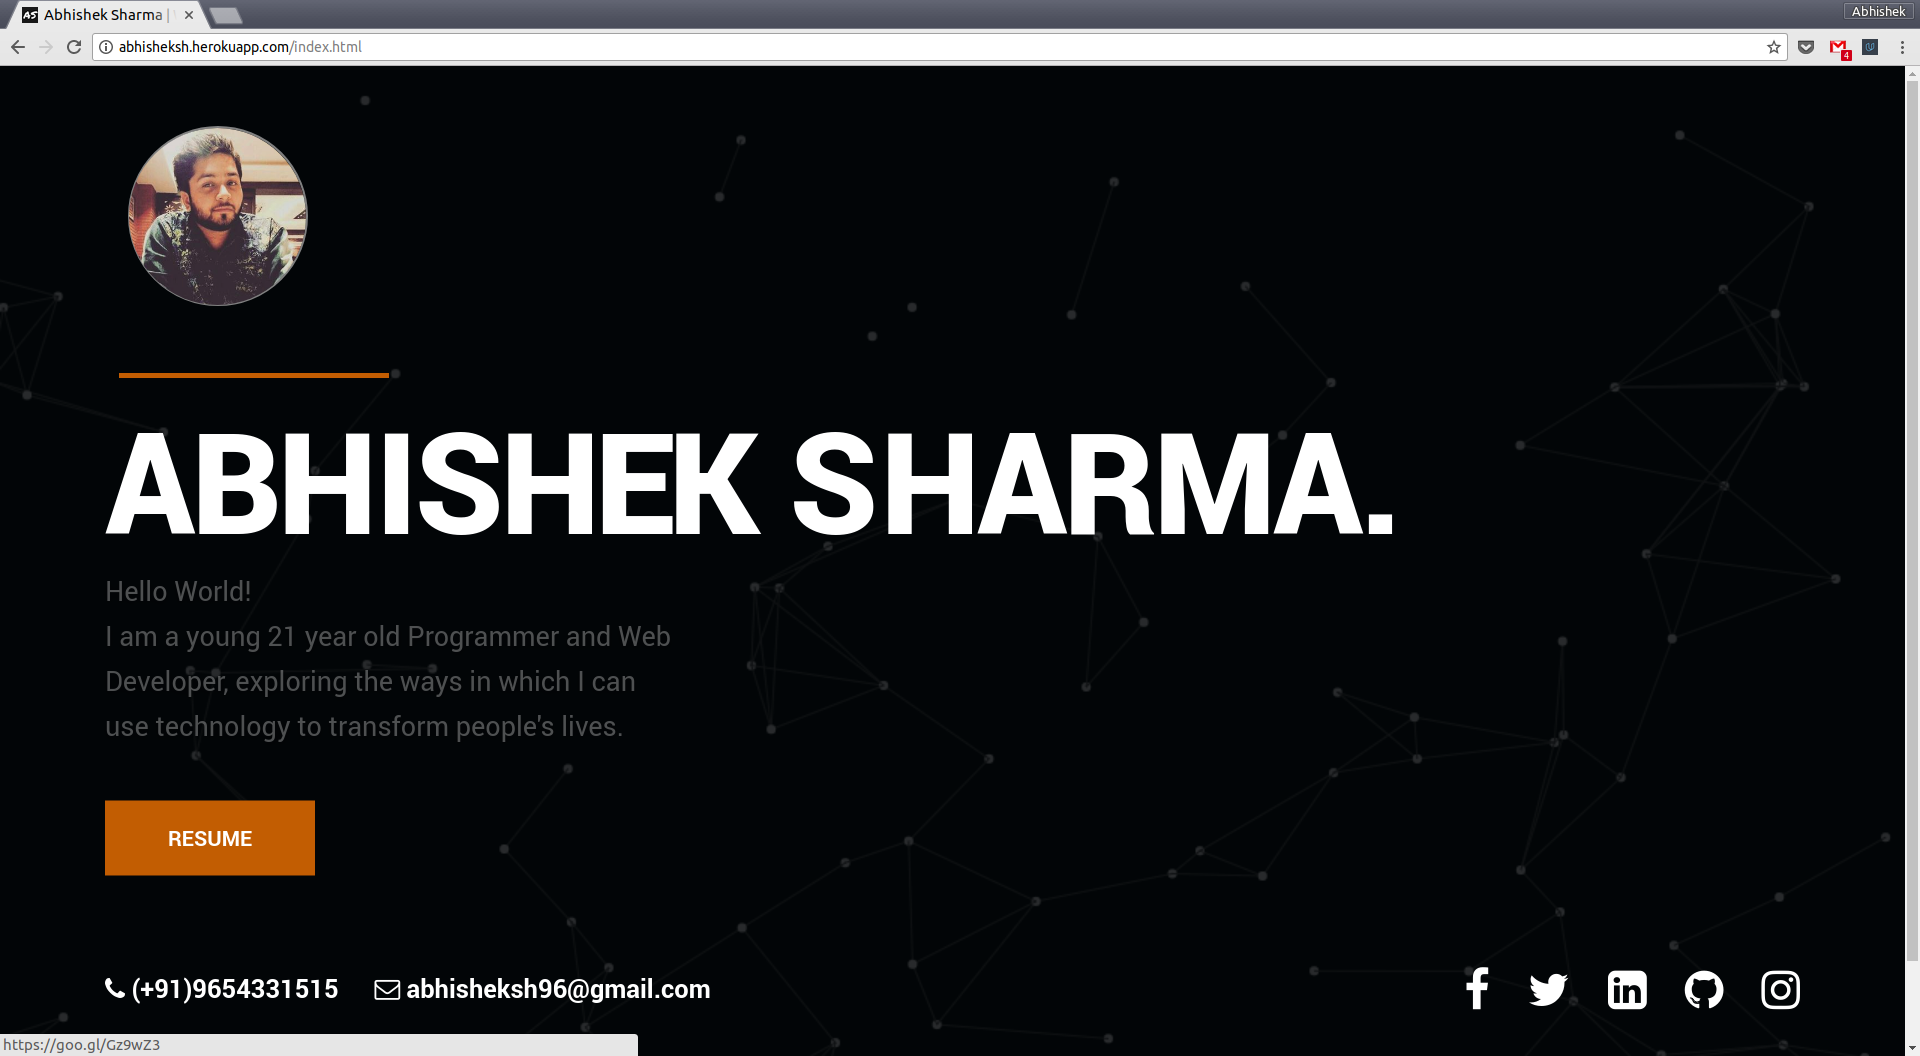 AS Abhishek Sharma |
Abhishek
abhisheksh.herokuapp.com/index.html
4
ABHISHEK SHARMA.
Hello World!
I am a young 21 year old Programmer and Web
Developer, exploring the ways in which I can
use technology to transform people's lives.
RESUME
(+91)9654331515 abhisheksh96@gmail.com
https://goo.gl/Gz9wZ3